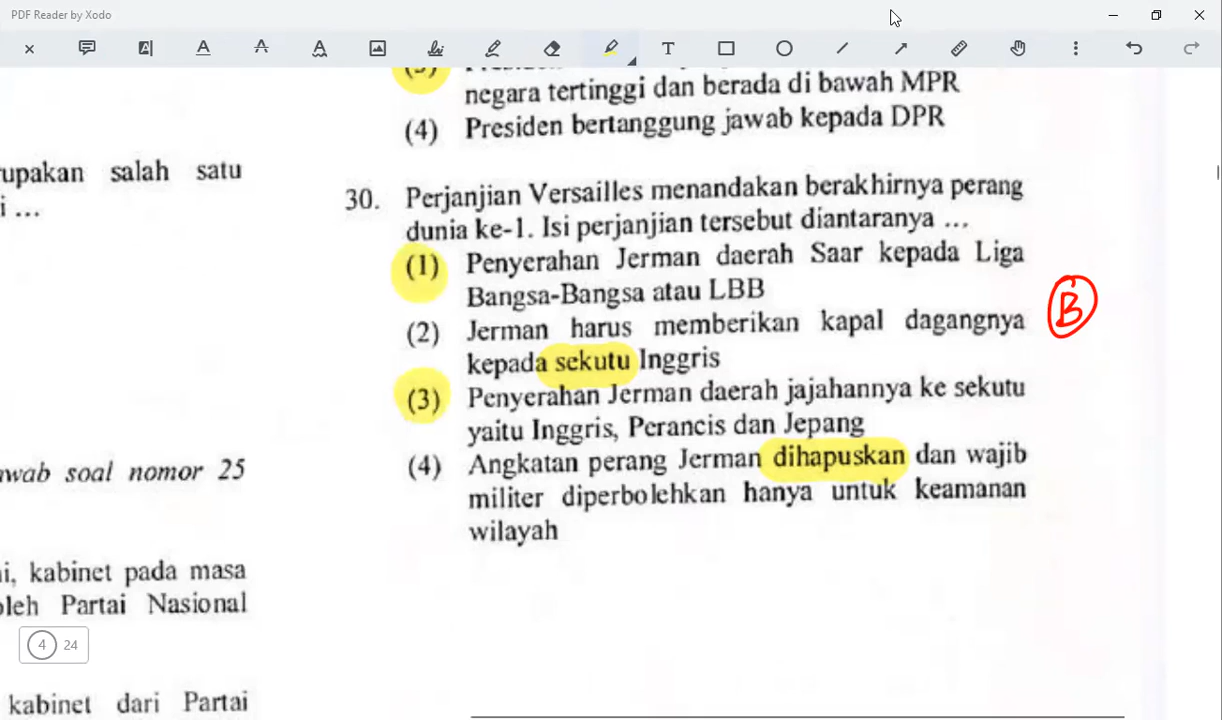 PDF Reader by Xodo
negara tertinggi dan berada di bawah MPR
(4) Presiden bertanggung jawab kepada DPR
rupakan salah satu
i ...
30. Perjanjian Versailles menandakan berakhirnya perang
dunia ke-1. Isi perjanjian tersebut diantaranya ...
(1) Penyerahan Jerman daerah Saar kepada Liga
Bangsa-Bangsa atau LBB
(2) Jerman harus memberikan kapal dagangnya
kepada sekutu Inggris
(3) Penyerahan Jerman daerah jajahannya ke sekutu
yaitu Inggris, Perancis dan Jepang
(4) Angkatan perang Jerman dihapuskan dan wajib
militer diperbolehkan hanya untuk keamanan
wilayah
B
awab soal nomor 25
ni, kabinet pada masa
oleh Partai Nasional
4 24
kabinet dari Partai